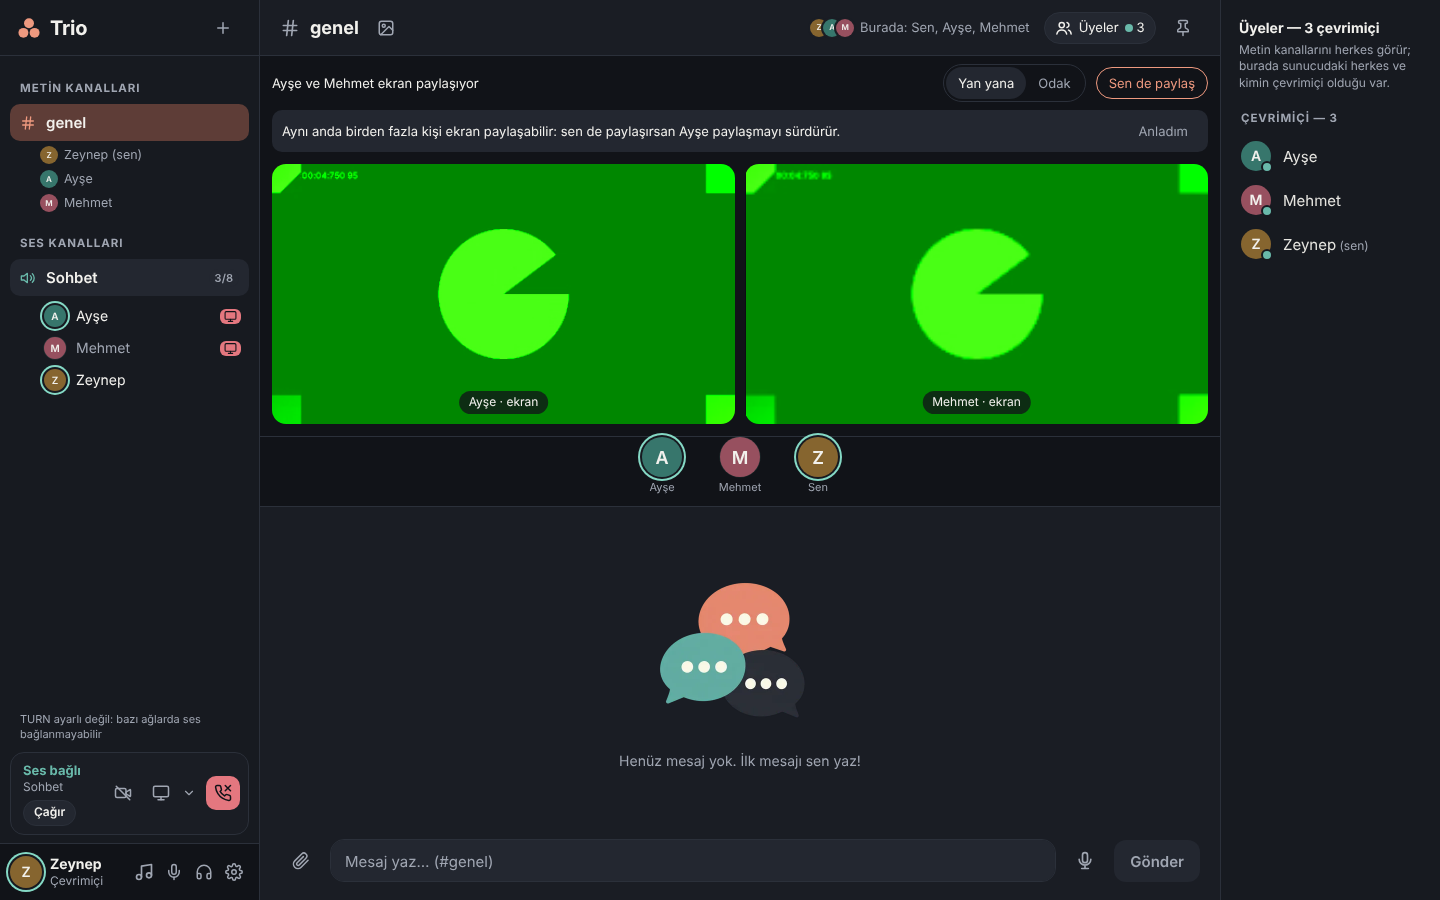 Trio
METİN KANALLARI
genel
Z Zeynep (sen)
A Ayşe
M Mehmet
SES KANALLARI
Sohbet 3/8
A Ayşe
M Mehmet
Z Zeynep
TURN ayarlı değil: bazı ağlarda ses
bağlanmayabilir
Ses bağlı
Sohbet
Çağır
Z Zeynep
Çevrimiçi
# genel
Z A M Burada: Sen, Ayşe, Mehmet
Üyeler 3
Ayşe ve Mehmet ekran paylaşıyor
Yan yana Odak Sen de paylaş
Aynı anda birden fazla kişi ekran paylaşabilir: sen de paylaşırsan Ayşe paylaşmayı sürdürür. Anladım
00:04:750 95
Ayşe · ekran
Mehmet · ekran
A M Z
Ayşe Mehmet Sen
Henüz mesaj yok. İlk mesajı sen yaz!
Mesaj yaz... (#genel)
Gönder
Üyeler — 3 çevrimiçi
Metin kanallarını herkes görür;
burada sunucudaki herkes ve
kimin çevrimiçi olduğu var.
ÇEVRİMİÇİ — 3
A Ayşe
M Mehmet
Z Zeynep (sen)